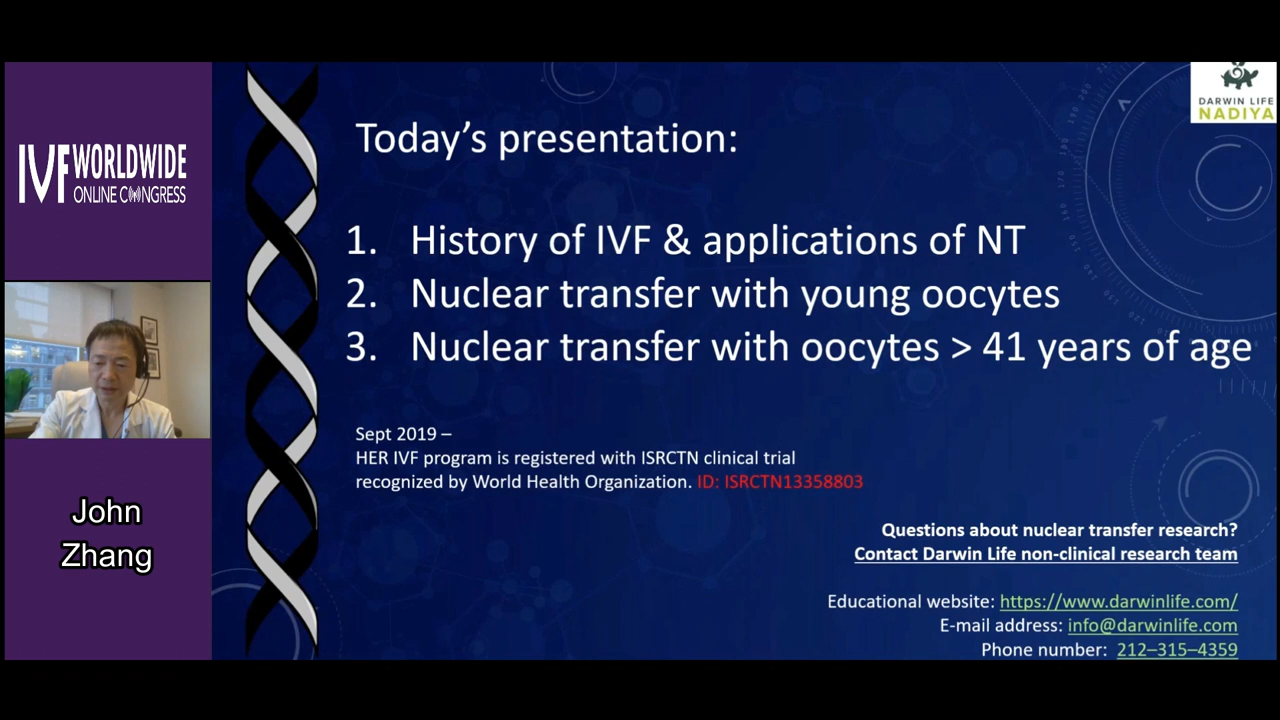 IVF WORLDWIDE
ONLINE CONGRESS
John
Zhang
DARWIN LIFE
NADIYA
Today's presentation:
1. History of IVF & applications of NT
2. Nuclear transfer with young oocytes
3. Nuclear transfer with oocytes > 41 years of age
Sept 2019 –
HER IVF program is registered with ISRCTN clinical trial
recognized by World Health Organization. ID: ISRCTN13358803
Questions about nuclear transfer research?
Contact Darwin Life non-clinical research team
Educational website: https://www.darwinlife.com/
E-mail address: info@darwinlife.com
Phone number: 212–315–4359